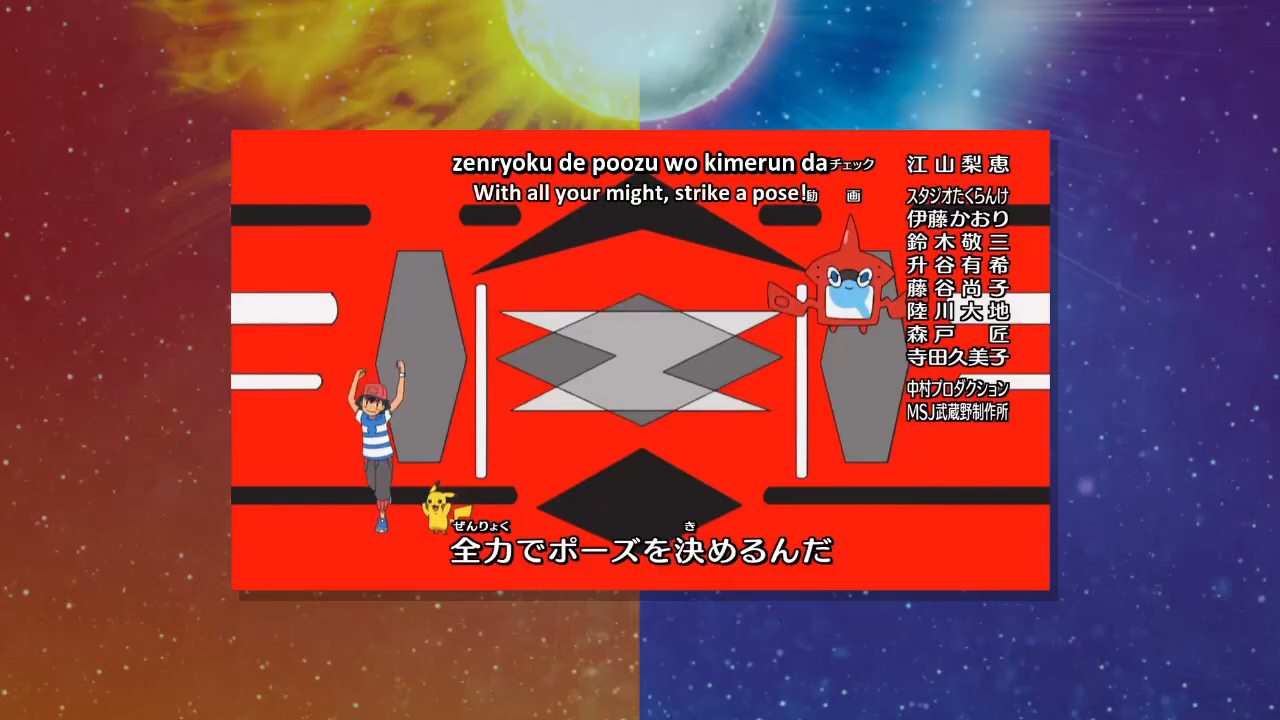 zenryoku de poozu wo kimerun da
With all your might, strike a pose!
チェック 江山梨恵
動 画 スタジオたくらんけ
伊藤かおり
鈴木敬三
升谷有希
藤谷尚子
陸川大地
森戸 匠
寺田久美子
中村プロダクション
MSJ武蔵野制作所
ぜんりょく き
全力でポーズを決めるんだ